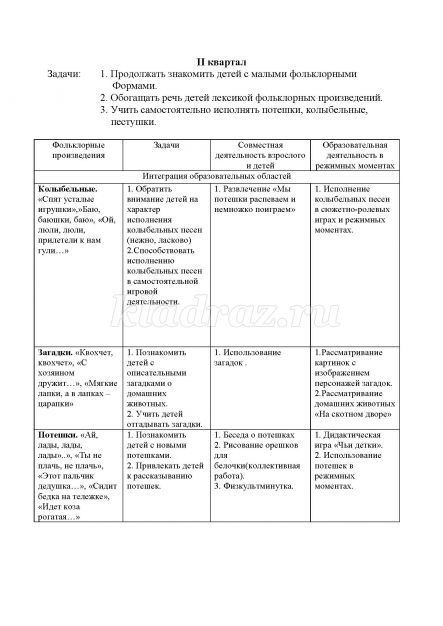 II квартал
Задачи: 1. Продолжать знакомить детей с малыми фольклорными
Формами.
2. Обогащать речь детей лексикой фольклорных произведений.
3. Учить самостоятельно исполнять потешки, колыбельные,
пестушки.
Фольклорные
произведения
Задачи
Совместная
деятельность взрослого
и детей
Образовательная
деятельность в
режимных моментах
Интеграция образовательных областей
Колыбельные.
«Спят усталые
игрушки»,»Баю,
баюшки, баю», «Ой,
люли, люли,
прилетели к нам
гули…»
1. Обратить
внимание детей на
характер
исполнения
колыбельных песен
(нежно, ласково)
2.Способствовать
исполнению
колыбельных песен
в самостоятельной
игровой
деятельности.
1. Развлечение «Мы
потешки распеваем и
немножко поиграем»
1. Исполнение
колыбельных песен
в сюжетно-ролевых
играх и режимных
моментах.
kladraz.ru
Загадки. «Квохчет,
квохчет», «С
хозяином
дружит…», «Мягкие
лапки, а в лапках –
царапки»
1. Познакомить
детей с
описательными
загадками о
домашних
животных.
2. Учить детей
отгадывать загадки.
1. Использование
загадок .
1.Рассматривание
картинок с
изображением
персонажей загадок.
2.Рассматривание
домашних животных
«На скотном дворе»
Потешки. «Ай,
лады, лады,
лады»..», «Ты не
плачь, не плачь»,
«Этот пальчик
дедушка…», «Сидит
белка на тележке»,
«Идет коза
рогатая…»
1. Познакомить
детей с новыми
потешками.
2. Привлекать детей
к рассказыванию
потешек.
1. Беседа о потешках
2. Рисование орешков
для
белочки(коллективная
работа).
3. Физкультминутка.
1. Дидактическая
игра «Чьи детки».
2. Использование
потешек в
режимных
моментах.